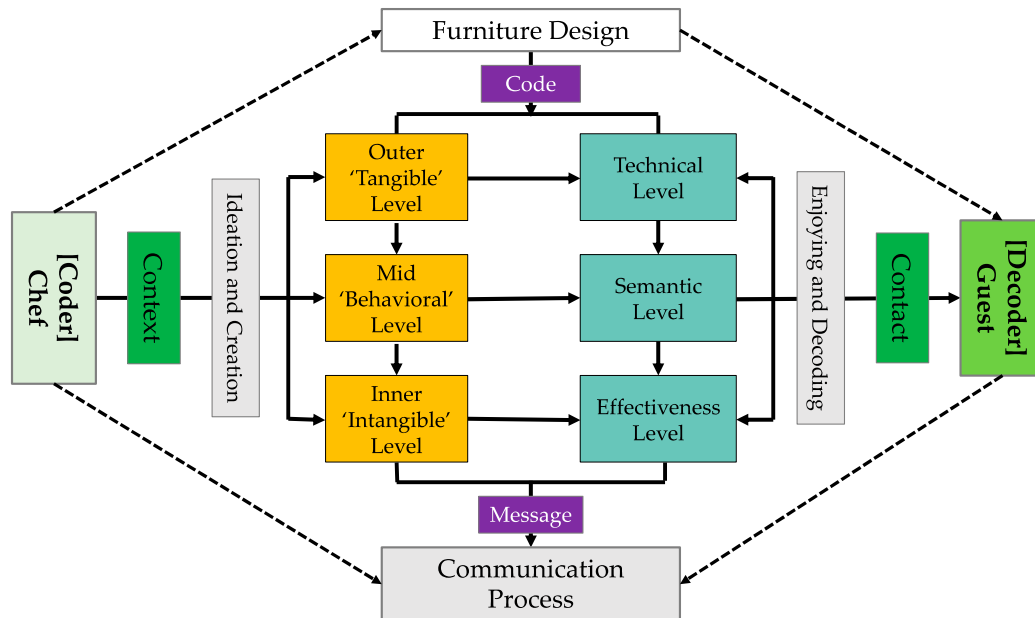 Furniture Design
Code
Outer
‘Tangible’
Level
Technical
Level
[Coder]
Chef
Context
Ideation and Creation
Mid
‘Behavioral’
Level
Semantic
Level
Enjoying and Decoding
Contact
[Decoder]
Guest
Inner
‘Intangible’
Level
Effectiveness
Level
Message
Communication
Process